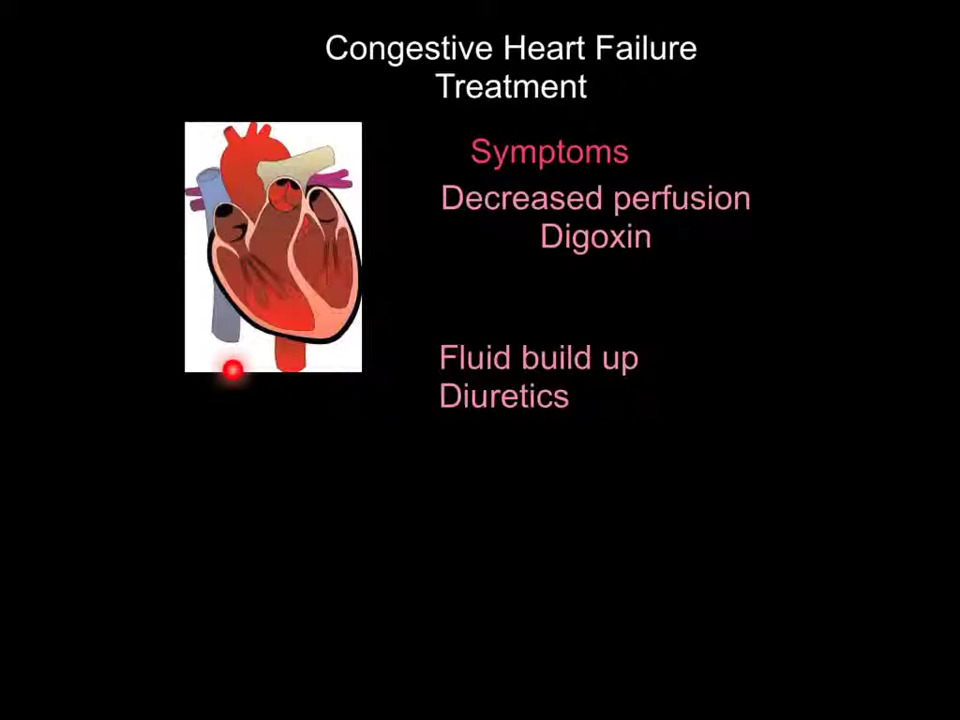 Congestive Heart Failure
Treatment
Symptoms
Decreased perfusion
Digoxin
Fluid build up
Diuretics